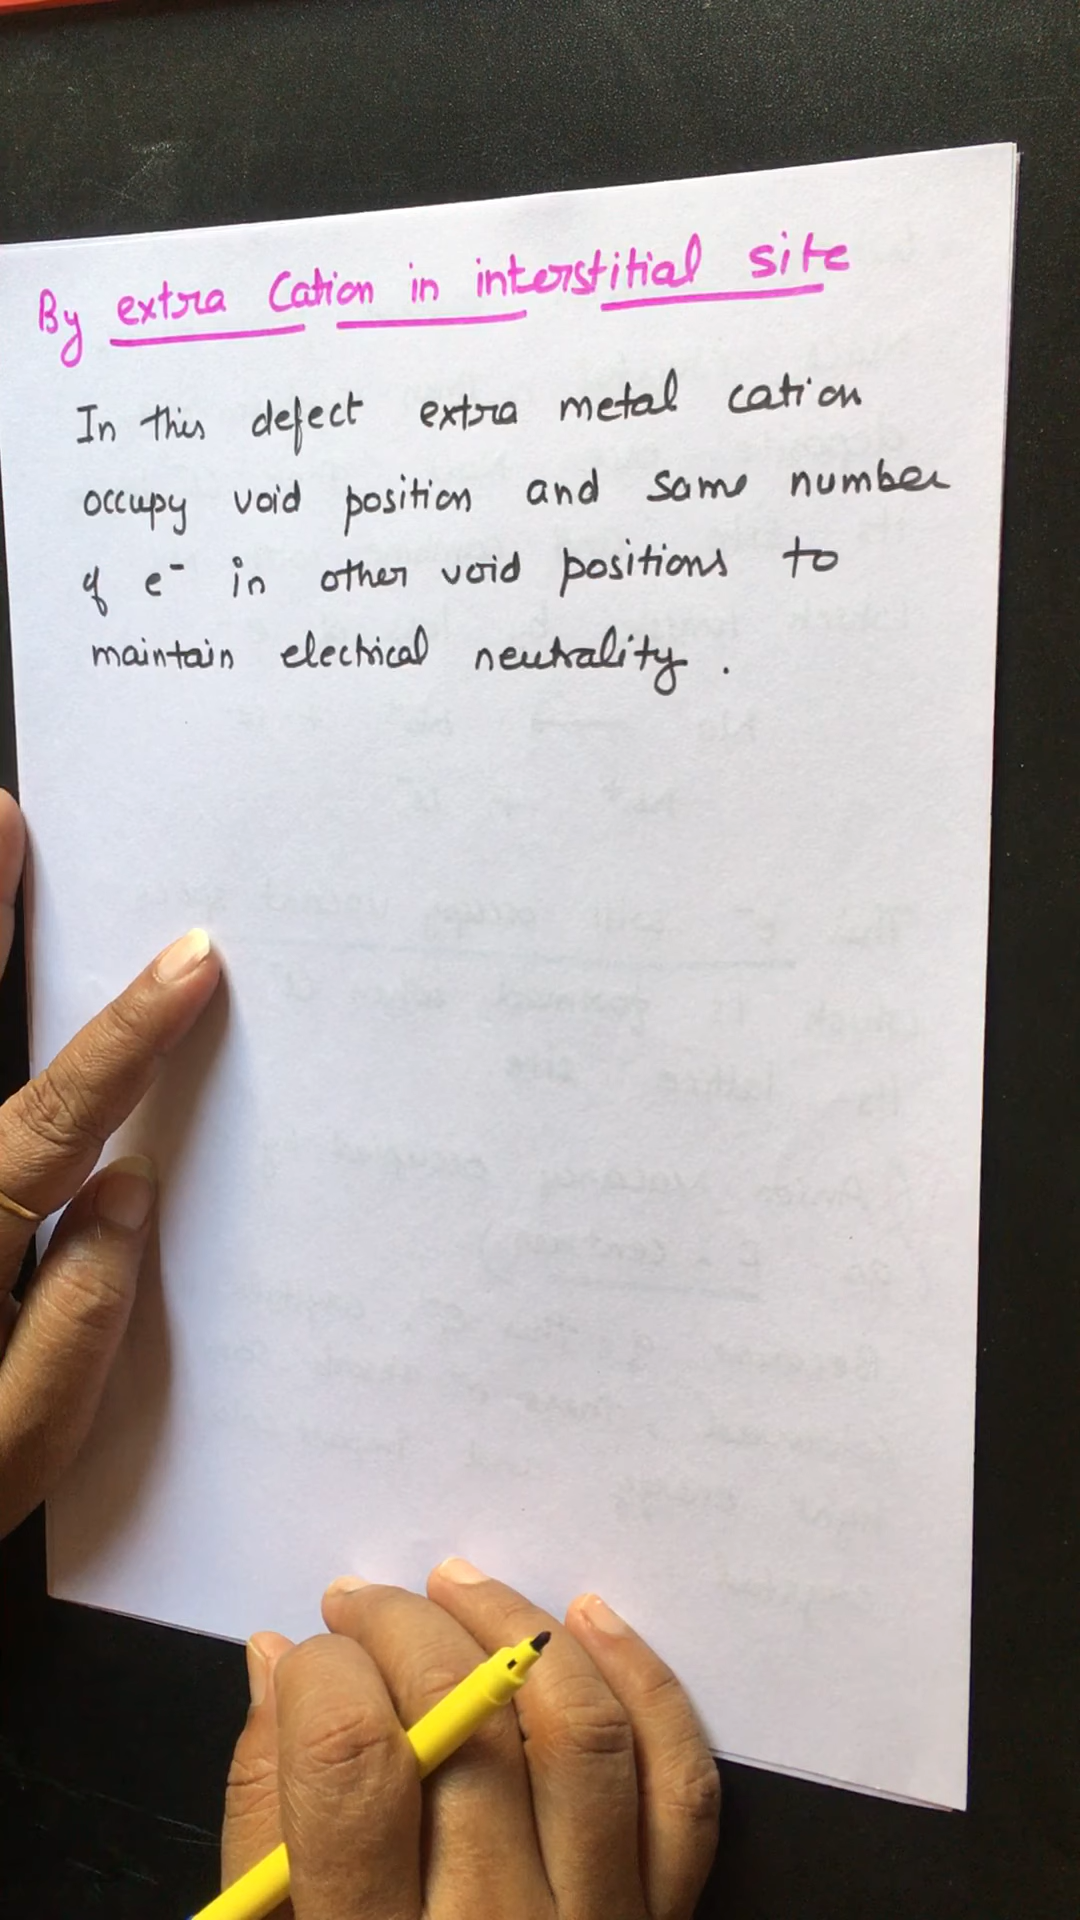 By extra Cation in interstitial site
In this defect extra metal cation
occupy void position and same number
of e⁻ in other void positions to
maintain electrical neutrality .